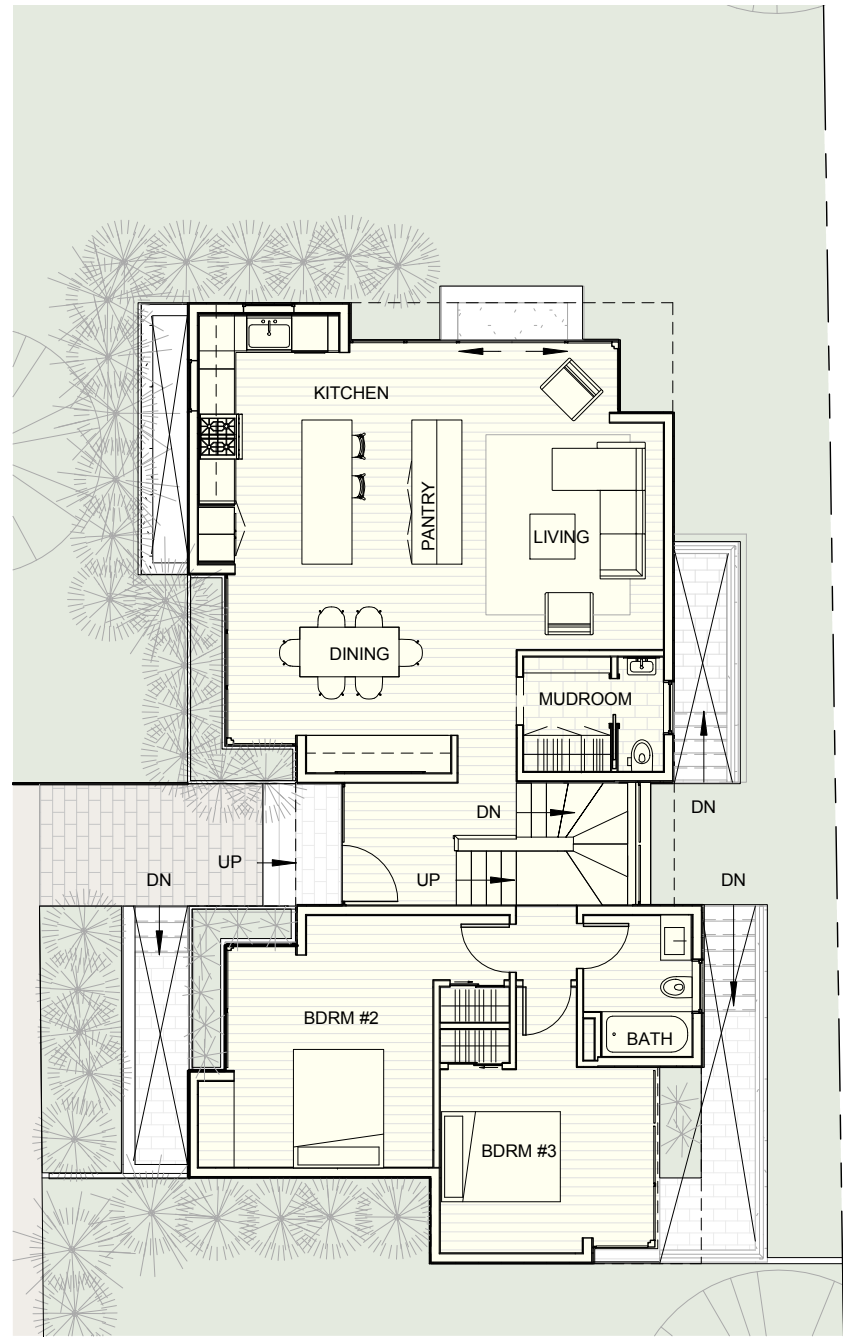 KITCHEN
PANTRY
LIVING
DINING
MUDROOM
DN
DN
UP
DN
UP
DN
BDRM #2
BATH
BDRM #3